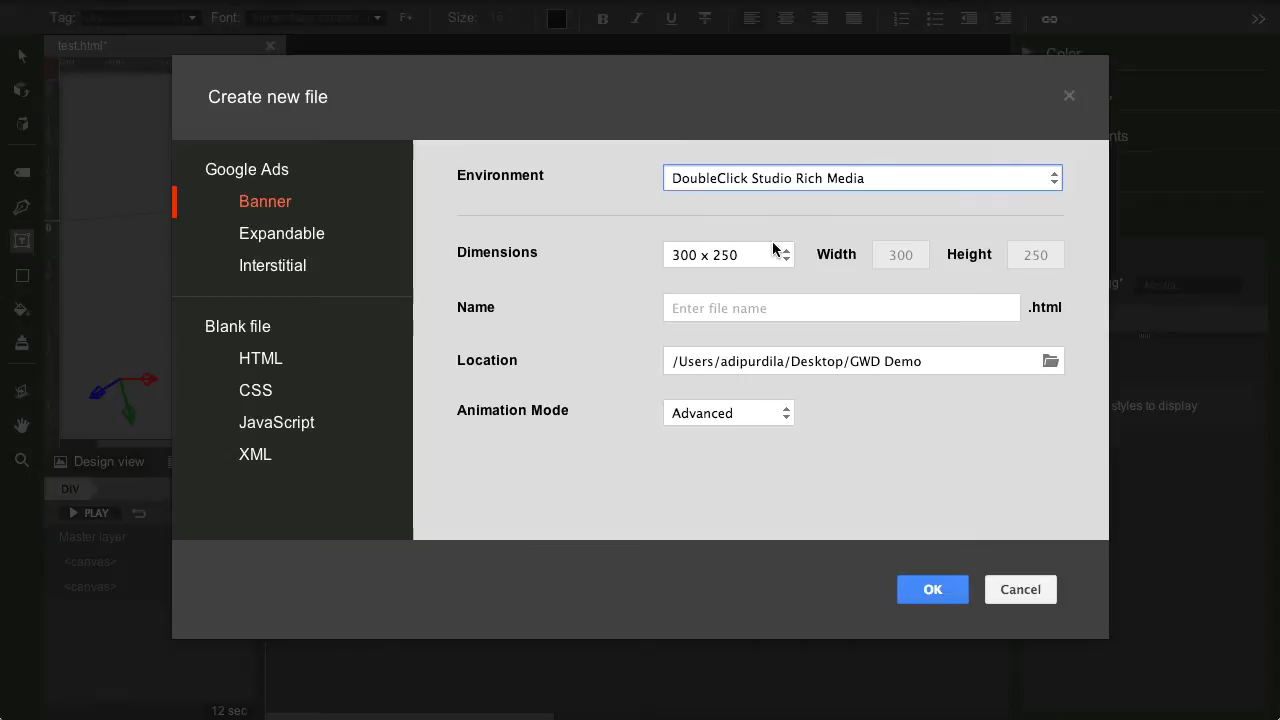 Tag:
Font:
Size:
test.html*
Color
Create new file
Google Ads
Banner
Expandable
Interstitial
Blank file
HTML
CSS
JavaScript
XML
Environment
DoubleClick Studio Rich Media
Dimensions
300 x 250
Width
300
Height
250
Name
Enter file name
.html
Location
/Users/adipurdila/Desktop/GWD Demo
Animation Mode
Advanced
OK
Cancel
styles to display
Design view
DIV
PLAY
Master layer
<canvas>
<canvas>
12 sec